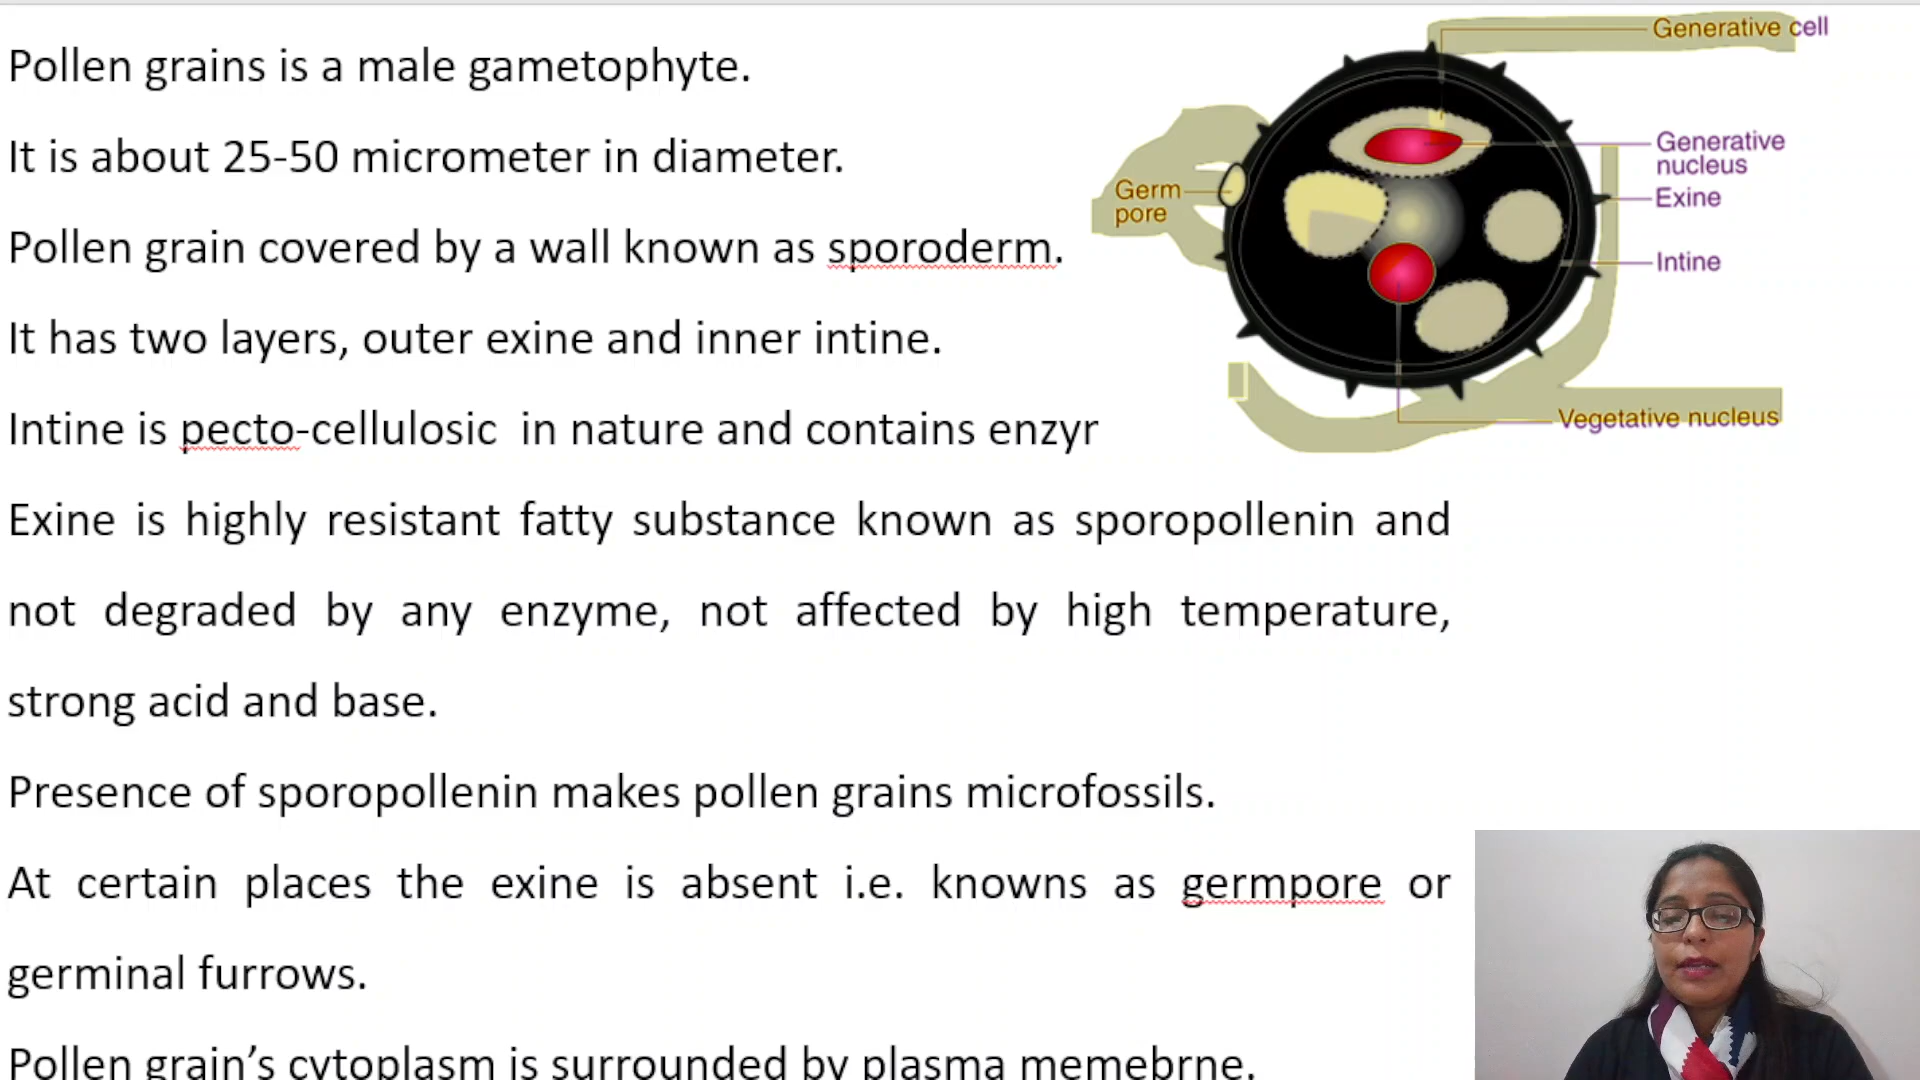 Pollen grains is a male gametophyte.
It is about 25-50 micrometer in diameter.
Pollen grain covered by a wall known as sporoderm.
It has two layers, outer exine and inner intine.
Intine is pecto-cellulosic in nature and contains
Exine is highly resistant fatty substance known as sporopollenin and
not degraded by any enzyme, not affected by high temperature,
strong acid and base.
Presence of sporopollenin makes pollen grains microfossils.
At certain places the exine is absent i.e. knowns as germpore or
germinal furrows.
Pollen grain’s cytoplasm is surrounded by plasma memebrne.
Generative cell
Generative
nucleus
Exine
Intine
Vegetative nucleus
Germ
pore